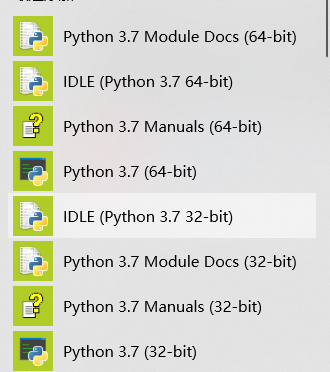 Python 3.7 Module Docs (64-bit)
IDLE (Python 3.7 64-bit)
Python 3.7 Manuals (64-bit)
Python 3.7 (64-bit)
IDLE (Python 3.7 32-bit)
Python 3.7 Module Docs (32-bit)
Python 3.7 Manuals (32-bit)
Python 3.7 (32-bit)